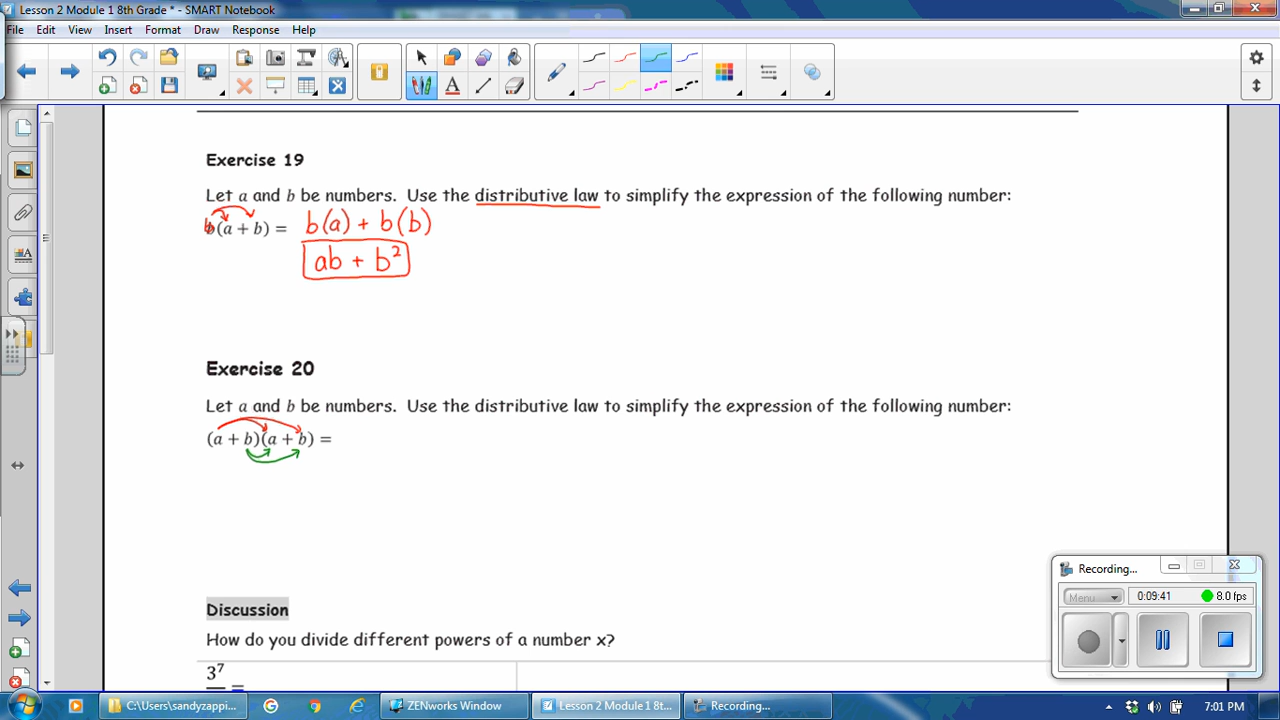 Lesson 2 Module 1 8th Grade * - SMART Notebook
File Edit View Insert Format Draw Response Help
Exercise 19
Let a and b be numbers. Use the distributive law to simplify the expression of the following number:
b(a + b) = b(a) + b(b)
ab + b²
Exercise 20
Let a and b be numbers. Use the distributive law to simplify the expression of the following number:
(a + b)(a + b) =
Discussion
How do you divide different powers of a number x?
3⁷
=
Recording...
Menu 0:09:41 8.0 fps
C:\Users\sandyzappi... ZENworks Window Lesson 2 Module 1 8t... Recording... 7:01 PM